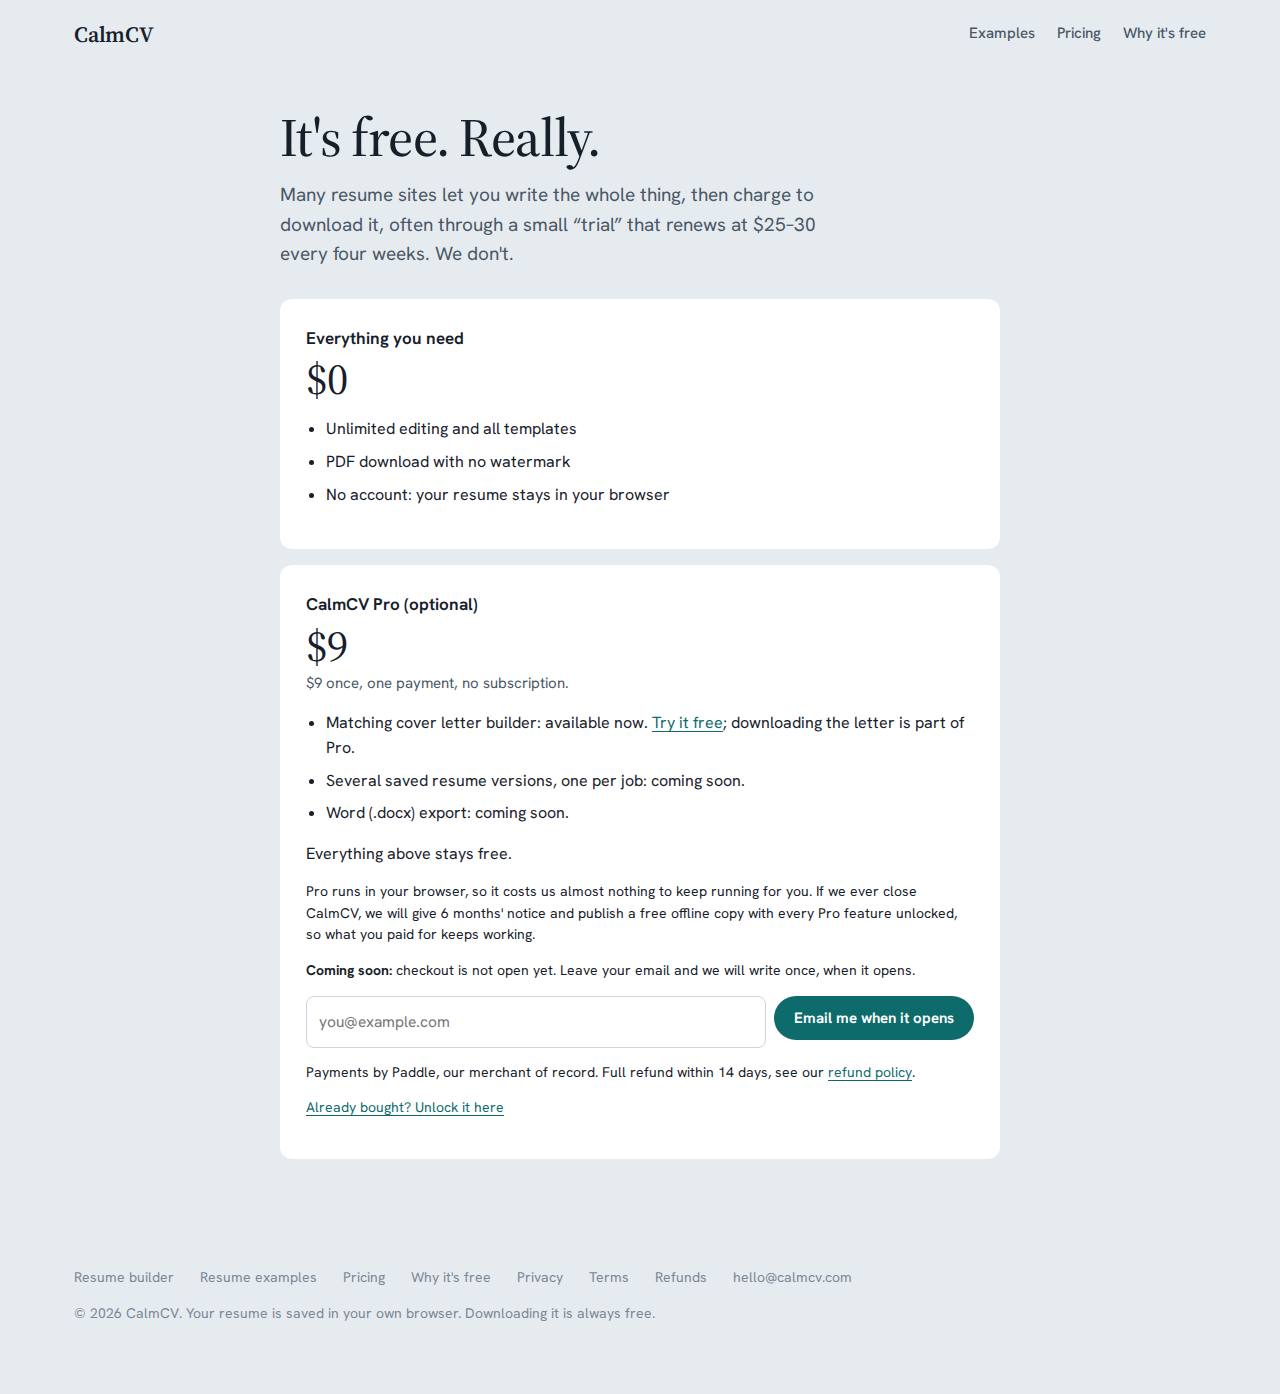 CalmCV
Examples Pricing Why it's free
It's free. Really.
Many resume sites let you write the whole thing, then charge to
download it, often through a small “trial” that renews at $25–30
every four weeks. We don't.
Everything you need
$0
Unlimited editing and all templates
PDF download with no watermark
No account: your resume stays in your browser
CalmCV Pro (optional)
$9
$9 once, one payment, no subscription.
Matching cover letter builder: available now. Try it free; downloading the letter is part of
Pro.
Several saved resume versions, one per job: coming soon.
Word (.docx) export: coming soon.
Everything above stays free.
Pro runs in your browser, so it costs us almost nothing to keep running for you. If we ever close
CalmCV, we will give 6 months' notice and publish a free offline copy with every Pro feature unlocked,
so what you paid for keeps working.
Coming soon: checkout is not open yet. Leave your email and we will write once, when it opens.
you@example.com
Email me when it opens
Payments by Paddle, our merchant of record. Full refund within 14 days, see our refund policy.
Already bought? Unlock it here
Resume builder Resume examples Pricing Why it's free Privacy Terms Refunds hello@calmcv.com
© 2026 CalmCV. Your resume is saved in your own browser. Downloading it is always free.